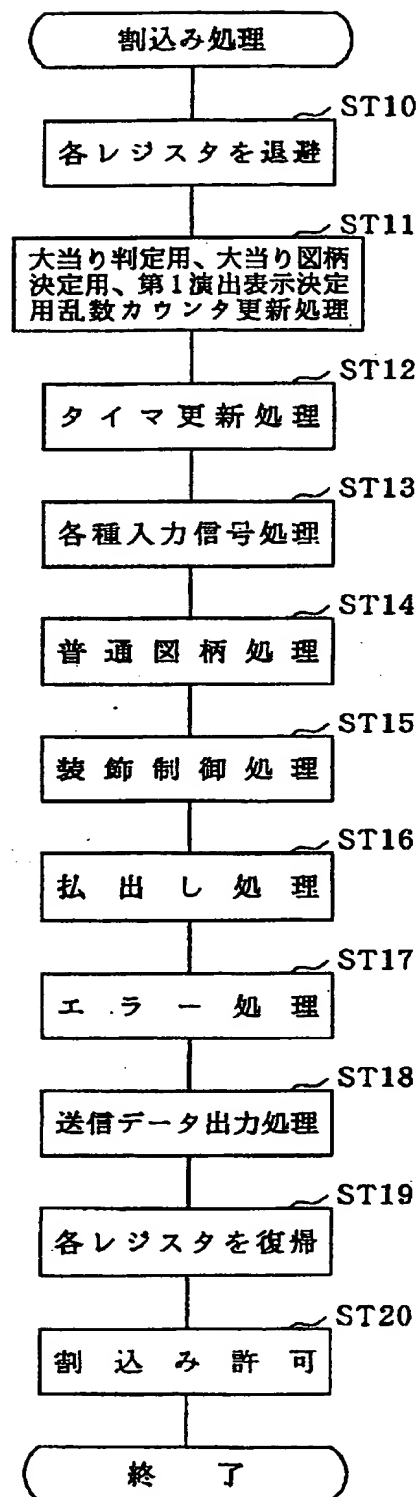 割込み処理
ST10
各レジスタを退避
ST11
大当り判定用、大当り図柄
決定用、第1演出表示決定
用乱数カウンタ更新処理
ST12
タイマ更新処理
ST13
各種入力信号処理
ST14
普通図柄処理
ST15
装飾制御処理
ST16
払出し処理
ST17
エラー処理
ST18
送信データ出力処理
ST19
各レジスタを復帰
ST20
割込み許可
終了